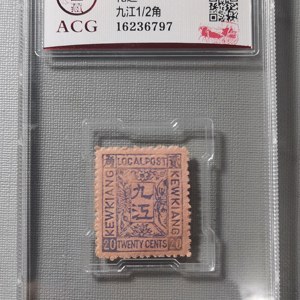 ACG
九江1/2角
16236797
LOCAL POST
KEWKIANG
九江
KEWKIANG
20 TWENTY CENTS 20